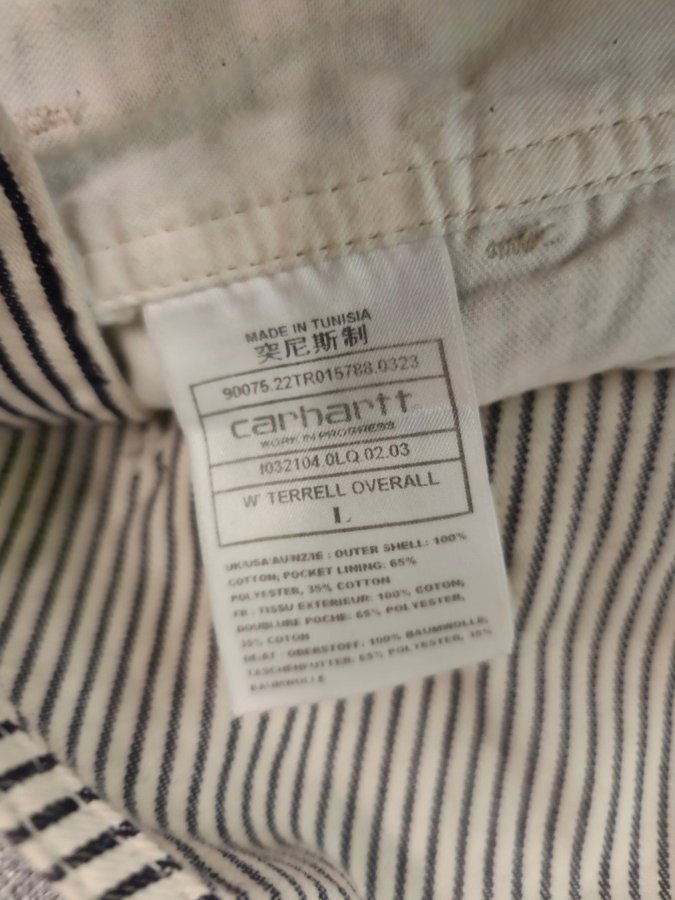 MADE IN TUNISIA
突尼斯制
90075.22TR015788.0323
carhartt
WORK IN PROGRESS
I032104.0LQ.02.03
W' TERRELL OVERALL
L
UK/USA/AU/NZ/IE : OUTER SHELL: 100%
COTTON, POCKET LINING: 65%
POLYESTER, 35% COTTON
FR : TISSU EXTERIEUR: 100% COTON,
DOUBLURE POCHE: 65% POLYESTER,
35% COTON
DE-AT : OBERSTOFF: 100% BAUMWOLLE,
TASCHENFUTTER: 65% POLYESTER, 35%
BAUMWOLLE